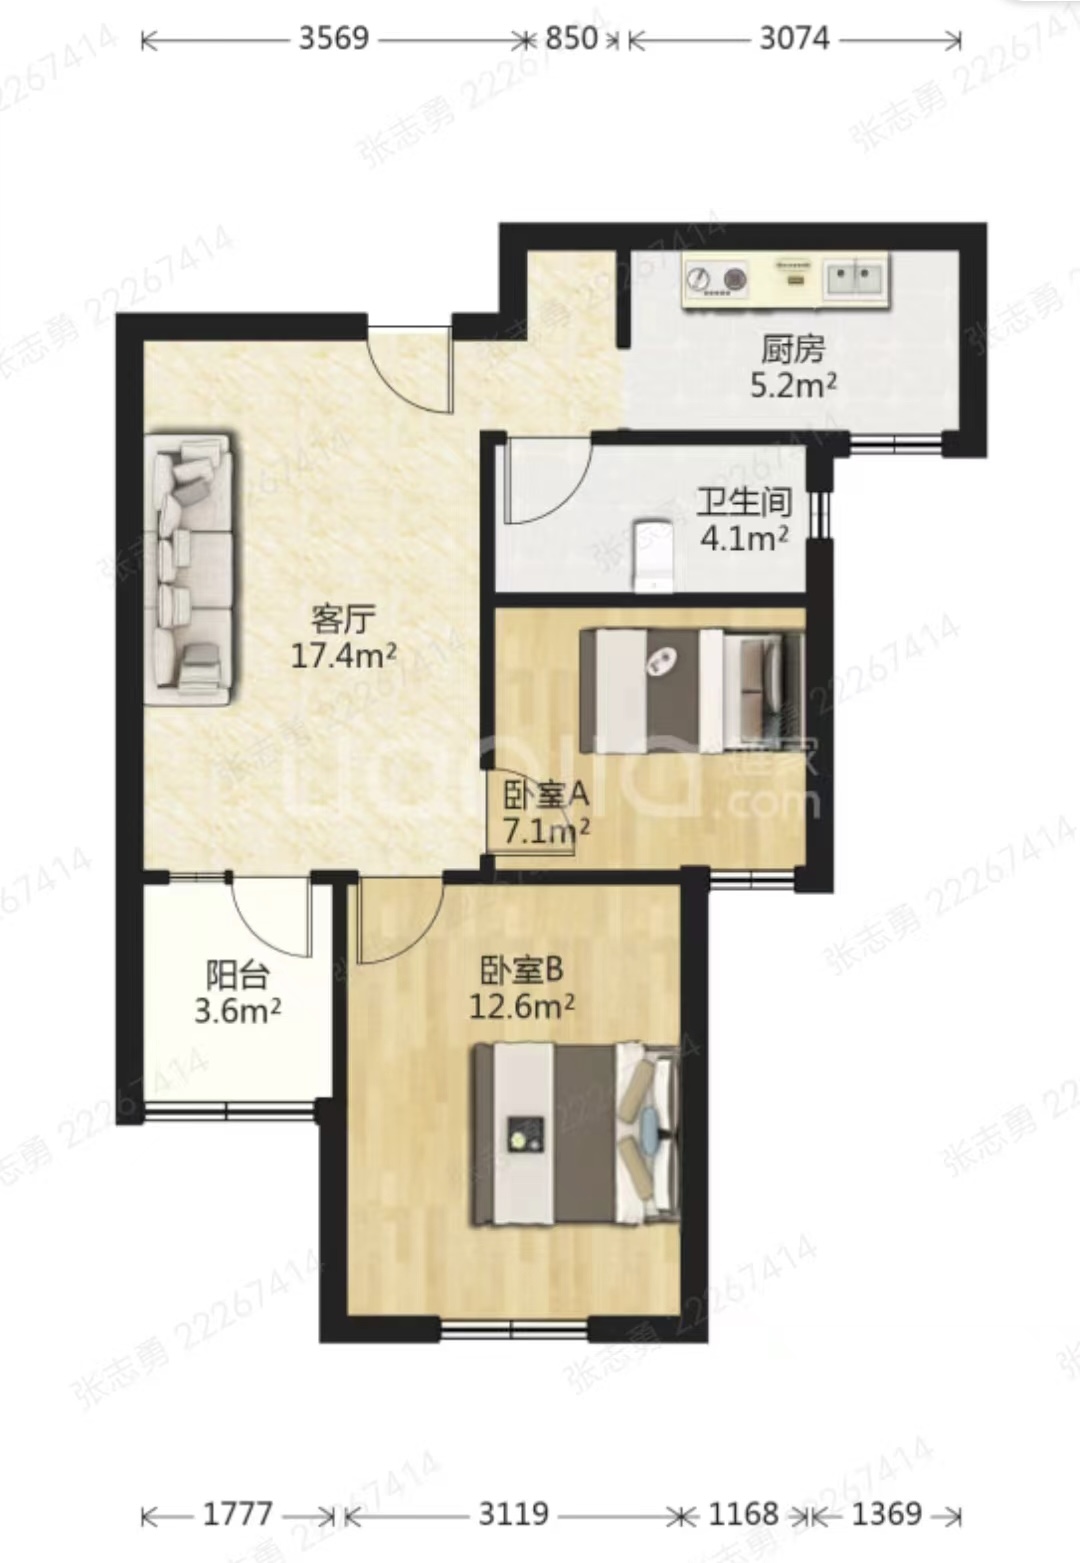 3569 850 3074
厨房
5.2m²
卫生间
4.1m²
客厅
17.4m²
卧室A
7.1m²
lianjia 链家
.com
阳台
3.6m²
卧室B
12.6m²
1777 3119 1168 1369
张志勇 22267414